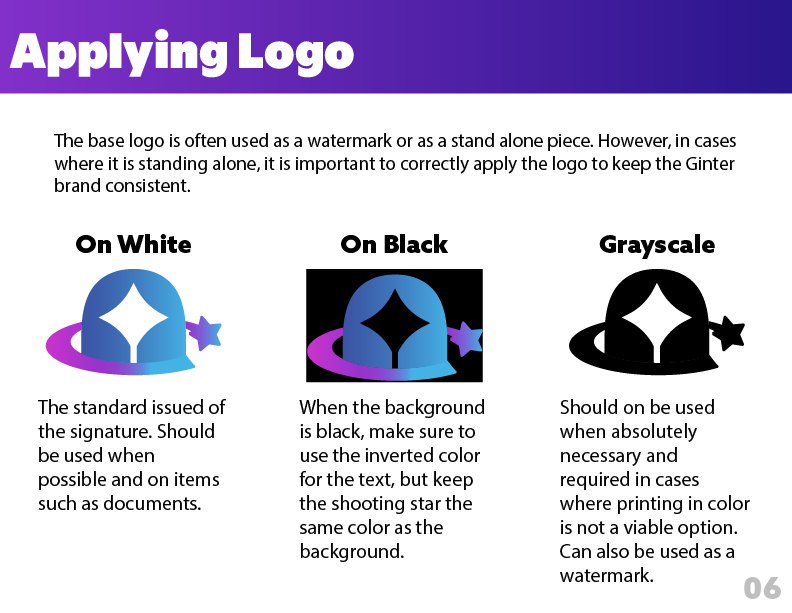 Applying Logo
The base logo is often used as a watermark or as a stand alone piece. However, in cases
where it is standing alone, it is important to correctly apply the logo to keep the Ginter
brand consistent.
On White
The standard issued of
the signature. Should
be used when
possible and on items
such as documents.
On Black
When the background
is black, make sure to
use the inverted color
for the text, but keep
the shooting star the
same color as the
background.
Grayscale
Should on be used
when absolutely
necessary and
required in cases
where printing in color
is not a viable option.
Can also be used as a
watermark.
06